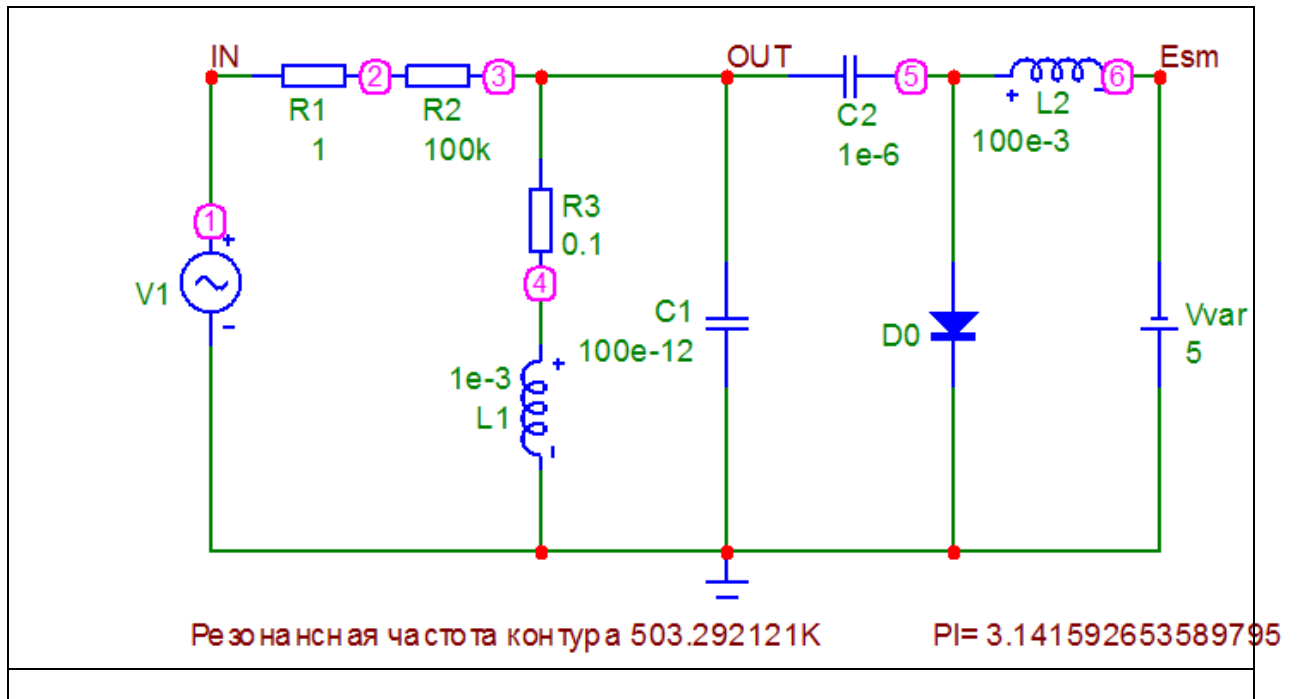 IN
OUT
Esm
2
3
5
6
R1
R2
C2
L2
1
100k
1e-6
100e-3
R3
0.1
1
+
-
V1
4
C1
100e-12
D0
Vvar
5
1e-3
L1
+
-
+
-
Резонансная частота контура 503.292121K
PI= 3.141592653589795